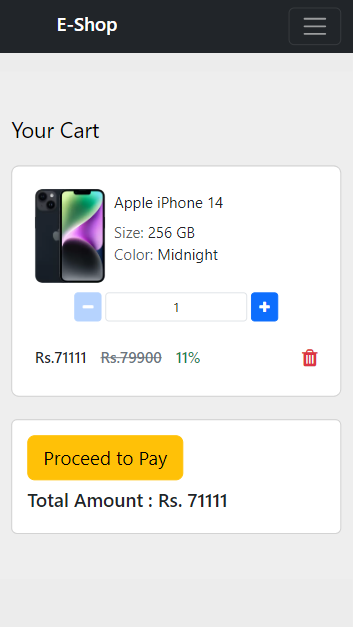 E-Shop
Your Cart
Apple iPhone 14
Size: 256 GB
Color: Midnight
1
Rs.71111 Rs.79900 11%
Proceed to Pay
Total Amount : Rs. 71111